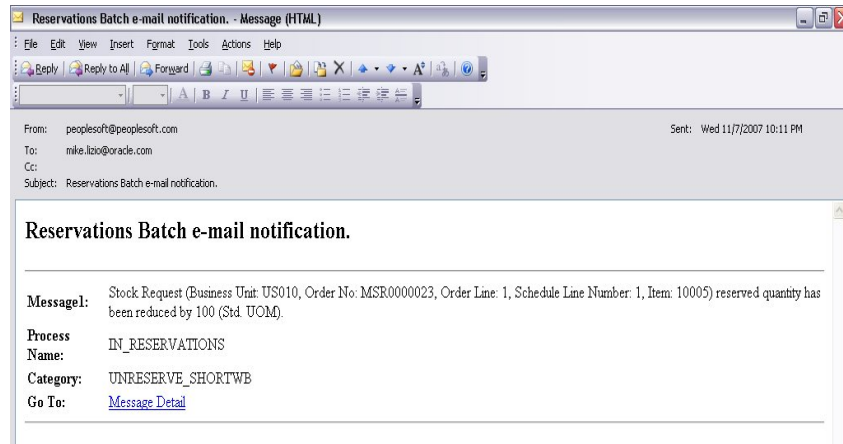 Reservations Batch e-mail notification. - Message (HTML)
File Edit View Insert Format Tools Actions Help
Reply Reply to All Forward
A B I U
From: peoplesoft@peoplesoft.com Sent: Wed 11/7/2007 10:11 PM
To: mike.lizio@oracle.com
Cc:
Subject: Reservations Batch e-mail notification.
Reservations Batch e-mail notification.
Message1: Stock Request (Business Unit: US010, Order No: MSR0000023, Order Line: 1, Schedule Line Number: 1, Item: 10005) reserved quantity has
been reduced by 100 (Std. UOM).
Process
Name: IN_RESERVATIONS
Category: UNRESERVE_SHORTWB
Go To: Message Detail